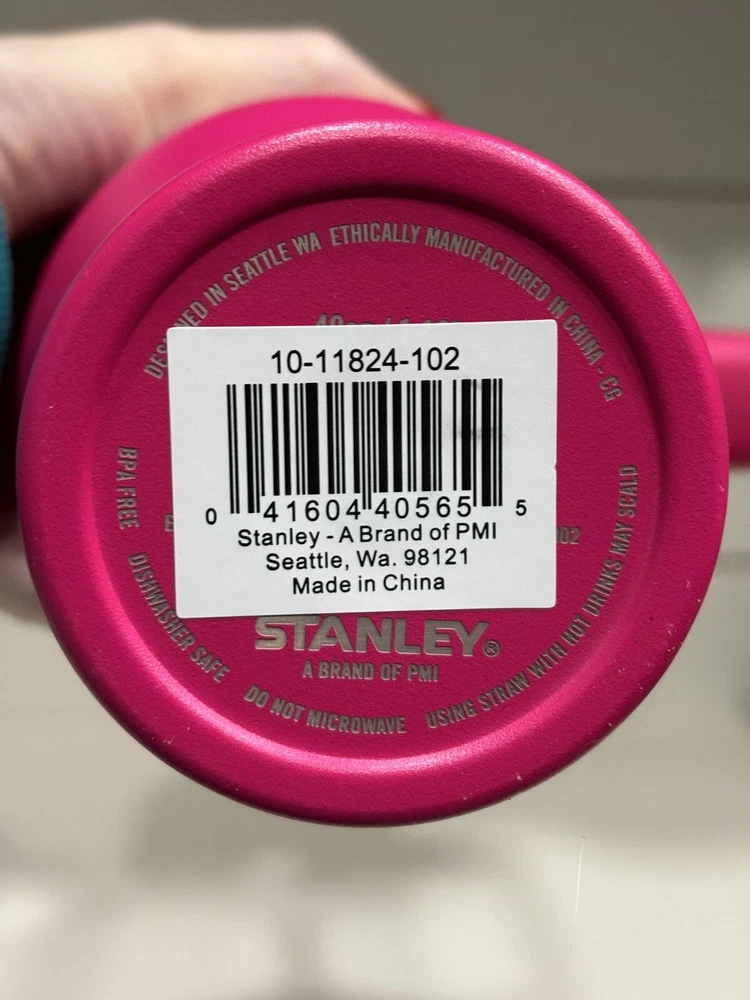 DESIGNED IN SEATTLE WA ETHICALLY MANUFACTURED IN CHINA - CG
10-11824-102
0 41604 40565 5
Stanley - A Brand of PMI
Seattle, Wa. 98121
Made in China
STANLEY®
A BRAND OF PMI
BPA FREE DISHWASHER SAFE DO NOT MICROWAVE USING STRAW WITH HOT DRINKS MAY SCALD